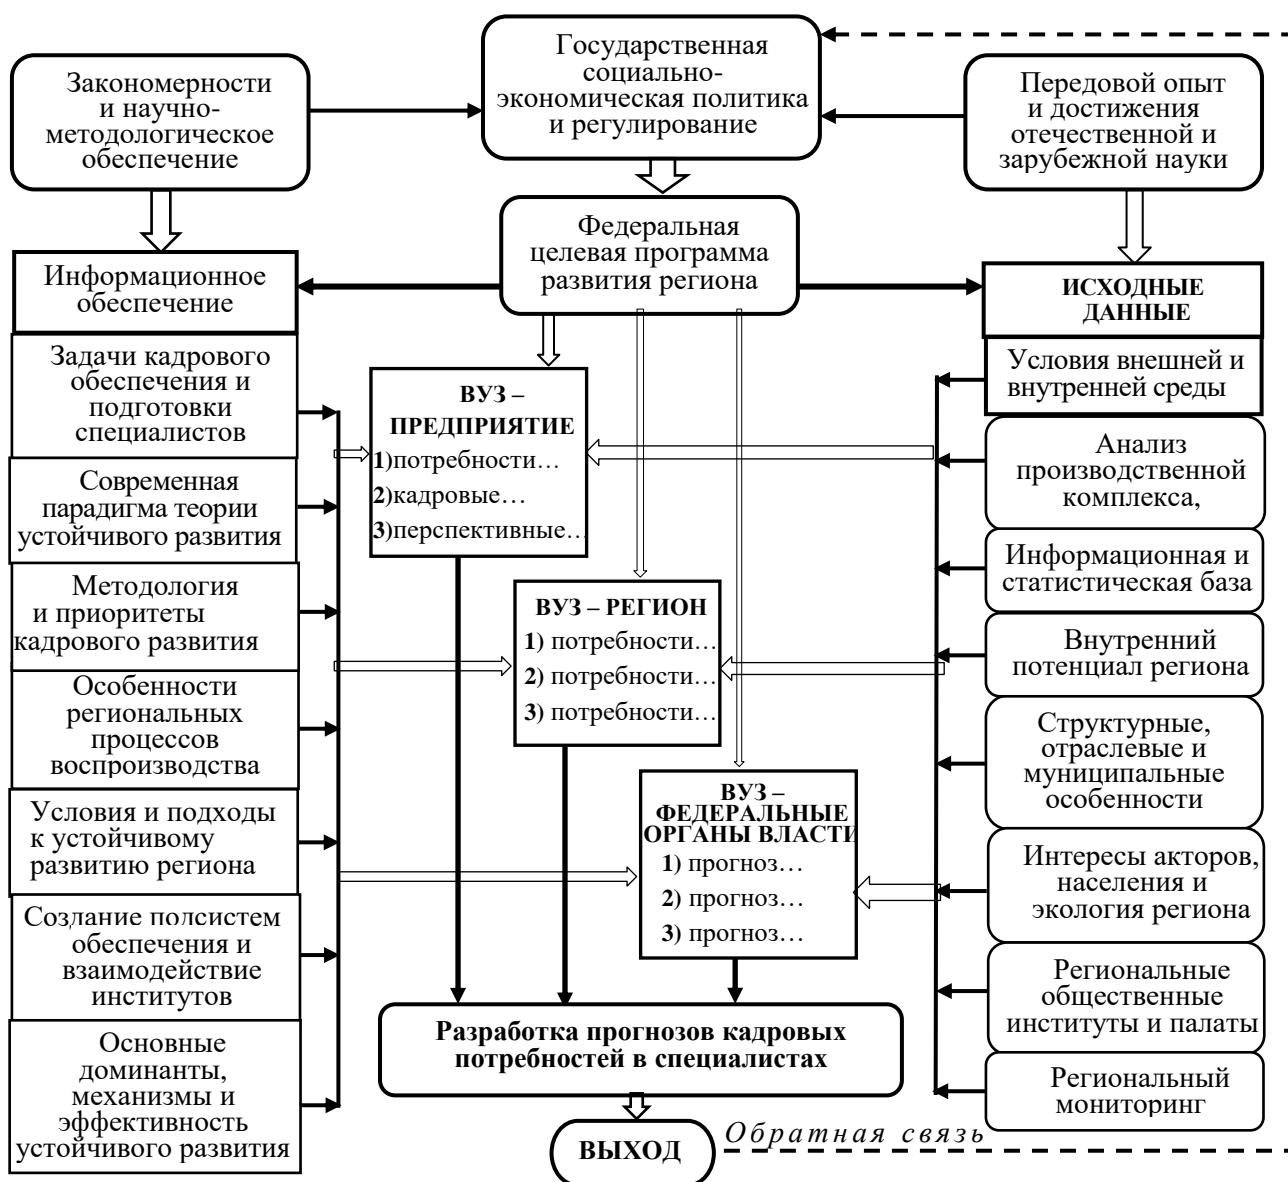 Государственная
социально-
экономическая политика
и регулирование
Закономерности
и научно-
методологическое
обеспечение
Передовой опыт
и достижения
отечественной и
зарубежной науки
Федеральная
целевая программа
развития региона
Информационное
обеспечение
ИСХОДНЫЕ
ДАННЫЕ
Задачи кадрового
обеспечения и
подготовки
специалистов
Современная
парадигма теории
устойчивого развития
Методология
и приоритеты
кадрового развития
Особенности
региональных
процессов
воспроизводства
Условия и подходы
к устойчивому
развитию региона
Создание подсистем
обеспечения и
взаимодействие
институтов
Основные
доминанты,
механизмы и
эффективность
устойчивого развития
ВУЗ –
ПРЕДПРИЯТИЕ
1)потребности…
2)кадровые…
3)перспективные…
ВУЗ – РЕГИОН
1) потребности…
2) потребности…
3) потребности…
ВУЗ –
ФЕДЕРАЛЬНЫЕ
ОРГАНЫ ВЛАСТИ
1) прогноз…
2) прогноз…
3) прогноз…
Условия внешней и
внутренней среды
Анализ
производственной
комплекса,
Информационная и
статистическая база
Внутренний
потенциал региона
Структурные,
отраслевые и
муниципальные
особенности
Интересы акторов,
населения и
экология региона
Региональные
общественные
институты и палаты
Региональный
мониторинг
Разработка прогнозов кадровых
потребностей в специалистах
ВЫХОД
Обратная связь